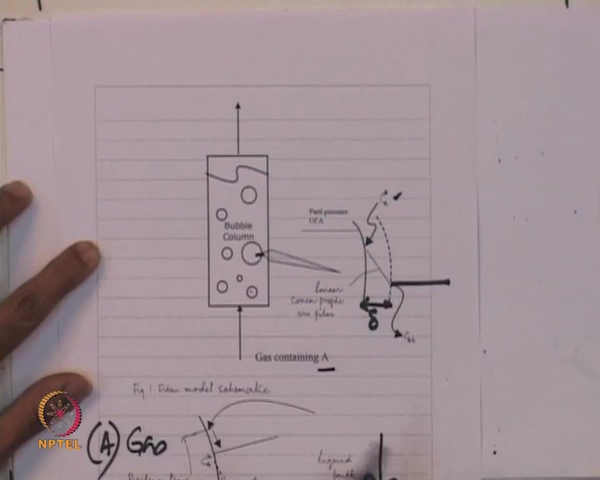 Parti pressure
Of A
Bubble
Column
C*
linear
concn profile
in film
δ
Gas containing A
Fig 1 Film model schematic
(A) Gas
C*
liquid
bulk
NPTEL